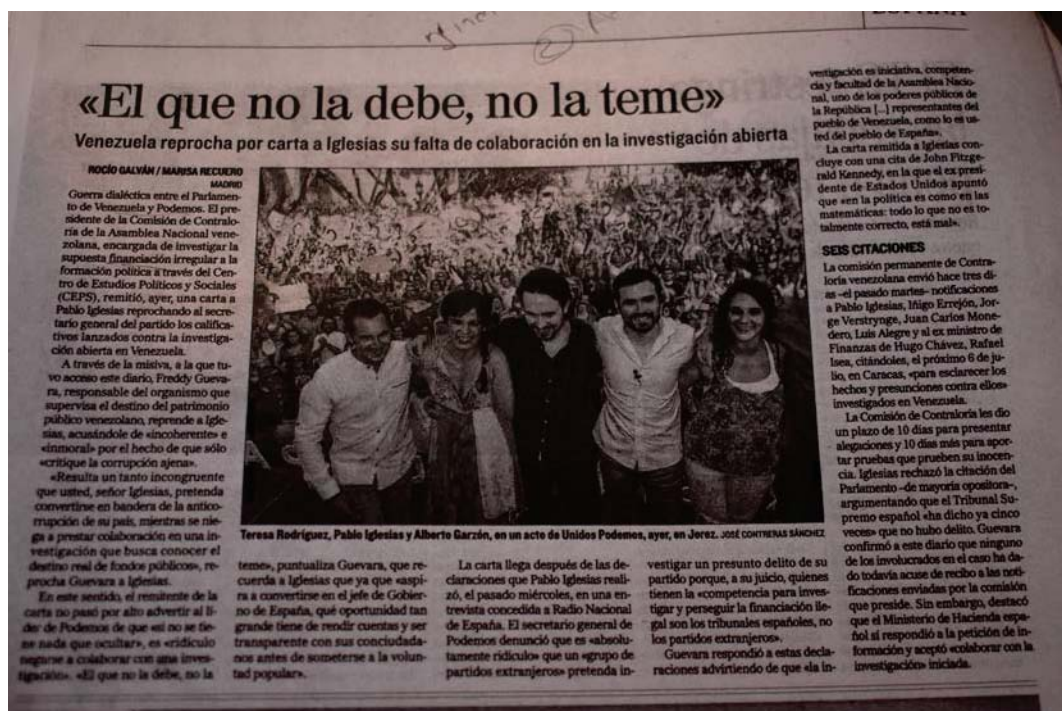 ESPAÑA
«El que no la debe, no la teme»
Venezuela reprocha por carta a Iglesias su falta de colaboración en la investigación abierta
ROCÍO GALVÁN / MARISA RECUERO
MADRID
Guerra dialéctica entre el Parlamen-
to de Venezuela y Podemos. El pre-
sidente de la Comisión de Contralo-
ría de la Asamblea Nacional vene-
zolana, encargada de investigar la
supuesta financiación irregular a la
formación política a través del Cen-
tro de Estudios Políticos y Sociales
(CEPS), remitió, ayer, una carta a
Pablo Iglesias reprochando al secre-
tario general del partido los califica-
tivos lanzados contra la investiga-
ción abierta en Venezuela.
A través de la misiva, a la que tu-
vo acceso este diario, Freddy Gueva-
ra, responsable del organismo que
supervisa el destino del patrimonio
público venezolano, reprende a Igle-
sias, acusándole de «incoherente» e
«inmoral» por el hecho de que sólo
«critique la corrupción ajena».
«Resulta un tanto incongruente
que usted, señor Iglesias, pretenda
convertirse en bandera de la antico-
rrupción de su país, mientras se nie-
ga a prestar colaboración en una in-
vestigación que busca conocer el
destino real de fondos públicos», re-
procha Guevara a Iglesias.
En este sentido, el remitente de la
carta no pasó por alto advertir al lí-
der de Podemos de que «si no se tie-
ne nada que ocultar», es «ridículo
negarse a colaborar con una inves-
tigación». «El que no la debe, no la
Teresa Rodríguez, Pablo Iglesias y Alberto Garzón, en un acto de Unidos Podemos, ayer, en Jerez. JOSÉ CONTRERAS SÁNCHEZ
teme», puntualiza Guevara, que re-
cuerda a Iglesias que ya que «aspi-
ra a convertirse en el jefe de Gobier-
no de España, qué oportunidad tan
grande tiene de rendir cuentas y ser
transparente con sus conciudada-
nos antes de someterse a la volun-
tad popular».
La carta llega después de las de-
claraciones que Pablo Iglesias reali-
zó, el pasado miércoles, en una en-
trevista concedida a Radio Nacional
de España. El secretario general de
Podemos denunció que es «absolu-
tamente ridículo» que un «grupo de
partidos extranjeros» pretenda in-
vestigar un presunto delito de su
partido porque, a su juicio, quienes
tienen la «competencia para inves-
tigar y perseguir la financiación ile-
gal son los tribunales españoles, no
los partidos extranjeros».
Guevara respondió a estas decla-
raciones advirtiendo de que «la in-
vestigación es iniciativa, competen-
cia y facultad de la Asamblea Nacio-
nal, uno de los poderes públicos de
la República [...] representantes del
pueblo de Venezuela, como lo es us-
ted del pueblo de España».
La carta remitida a Iglesias con-
cluye con una cita de John Fitzge-
rald Kennedy, en la que el ex presi-
dente de Estados Unidos apuntó
que «en la política es como en las
matemáticas: todo lo que no es to-
talmente correcto, está mal».
SEIS CITACIONES
La comisión permanente de Contra-
loría venezolana envió hace tres dí-
as –el pasado martes– notificaciones
a Pablo Iglesias, Iñigo Errejón, Jor-
ge Verstrynge, Juan Carlos Mone-
dero, Luis Alegre y al ex ministro de
Finanzas de Hugo Chávez, Rafael
Isea, citándoles, el próximo 6 de ju-
lio, en Caracas, «para esclarecer los
hechos y presunciones contra ellos»
investigados en Venezuela.
La Comisión de Contraloría les dio
un plazo de 10 días para presentar
alegaciones y 10 días más para apor-
tar pruebas que prueben su inocen-
cia. Iglesias rechazó la citación del
Parlamento –de mayoría opositora–,
argumentando que el Tribunal Su-
premo español «ha dicho ya cinco
veces» que no hubo delito. Guevara
confirmó a este diario que ninguno
de los involucrados en el caso ha da-
do todavía acuse de recibo a las noti-
ficaciones enviadas por la comisión
que preside. Sin embargo, destacó
que el Ministerio de Hacienda espa-
ñol sí respondió a la petición de in-
formación y aceptó «colaborar con la
investigación» iniciada.